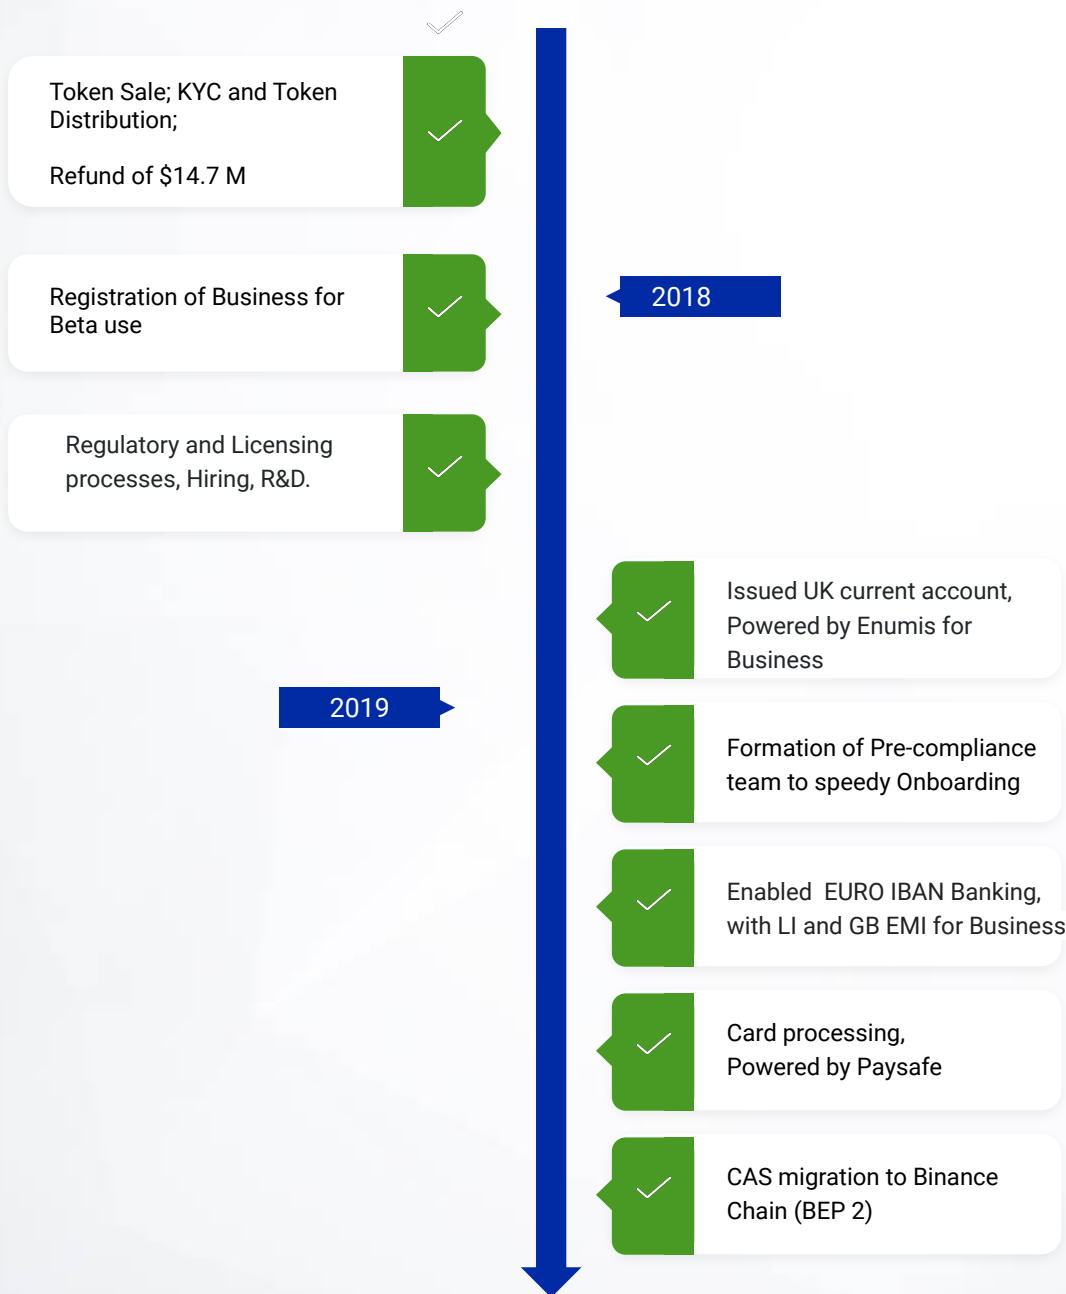 Token Sale; KYC and Token
Distribution;
Refund of $14.7 M
2018
Registration of Business for
Beta use
Regulatory and Licensing
processes, Hiring, R&D.
2019
Issued UK current account,
Powered by Enumis for
Business
Formation of Pre-compliance
team to speedy Onboarding
Enabled  EURO IBAN Banking,
with LI and GB EMI for Business
Card processing,
Powered by Paysafe
CAS migration to Binance
Chain (BEP 2)